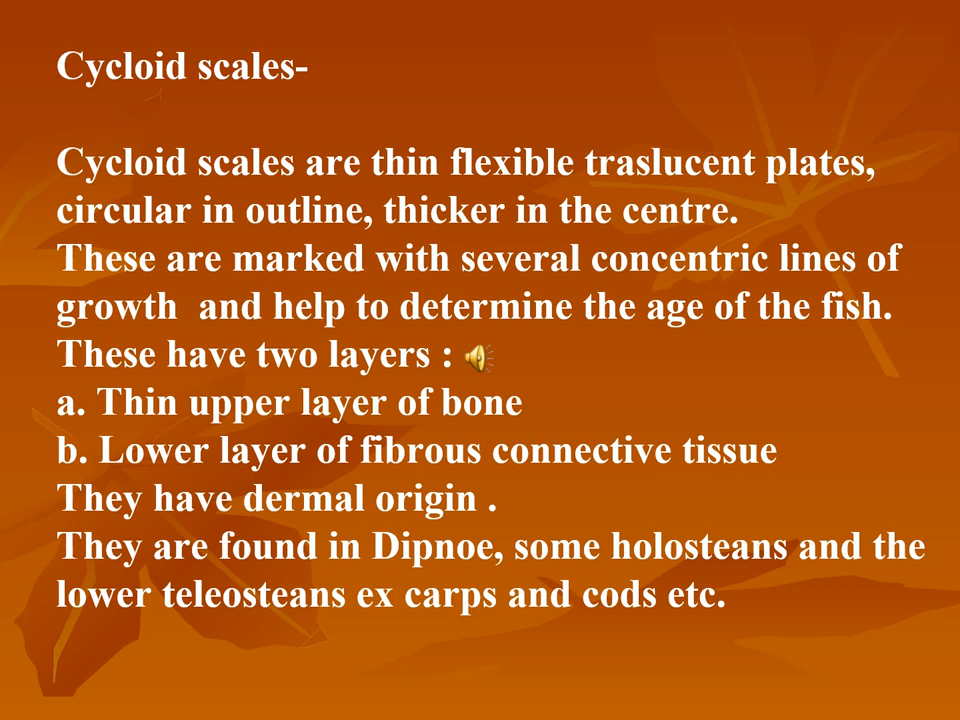 Cycloid scales-
Cycloid scales are thin flexible traslucent plates,
circular in outline, thicker in the centre.
These are marked with several concentric lines of
growth  and help to determine the age of the fish.
These have two layers :
a. Thin upper layer of bone
b. Lower layer of fibrous connective tissue
They have dermal origin .
They are found in Dipnoe, some holosteans and the
lower teleosteans ex carps and cods etc.